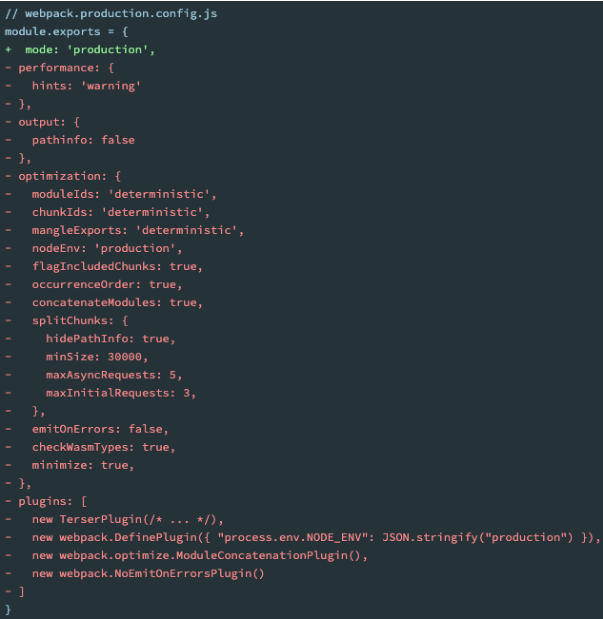 // webpack.production.config.js
module.exports = {
+  mode: 'production',
- performance: {
-   hints: 'warning'
- },
- output: {
-   pathinfo: false
- },
- optimization: {
-   moduleIds: 'deterministic',
-   chunkIds: 'deterministic',
-   mangleExports: 'deterministic',
-   nodeEnv: 'production',
-   flagIncludedChunks: true,
-   occurrenceOrder: true,
-   concatenateModules: true,
-   splitChunks: {
-     hidePathInfo: true,
-     minSize: 30000,
-     maxAsyncRequests: 5,
-     maxInitialRequests: 3,
-   },
-   emitOnErrors: false,
-   checkWasmTypes: true,
-   minimize: true,
- },
- plugins: [
-   new TerserPlugin(/* ... */),
-   new webpack.DefinePlugin({ "process.env.NODE_ENV": JSON.stringify("production") }),
-   new webpack.optimize.ModuleConcatenationPlugin(),
-   new webpack.NoEmitOnErrorsPlugin()
- ]
}